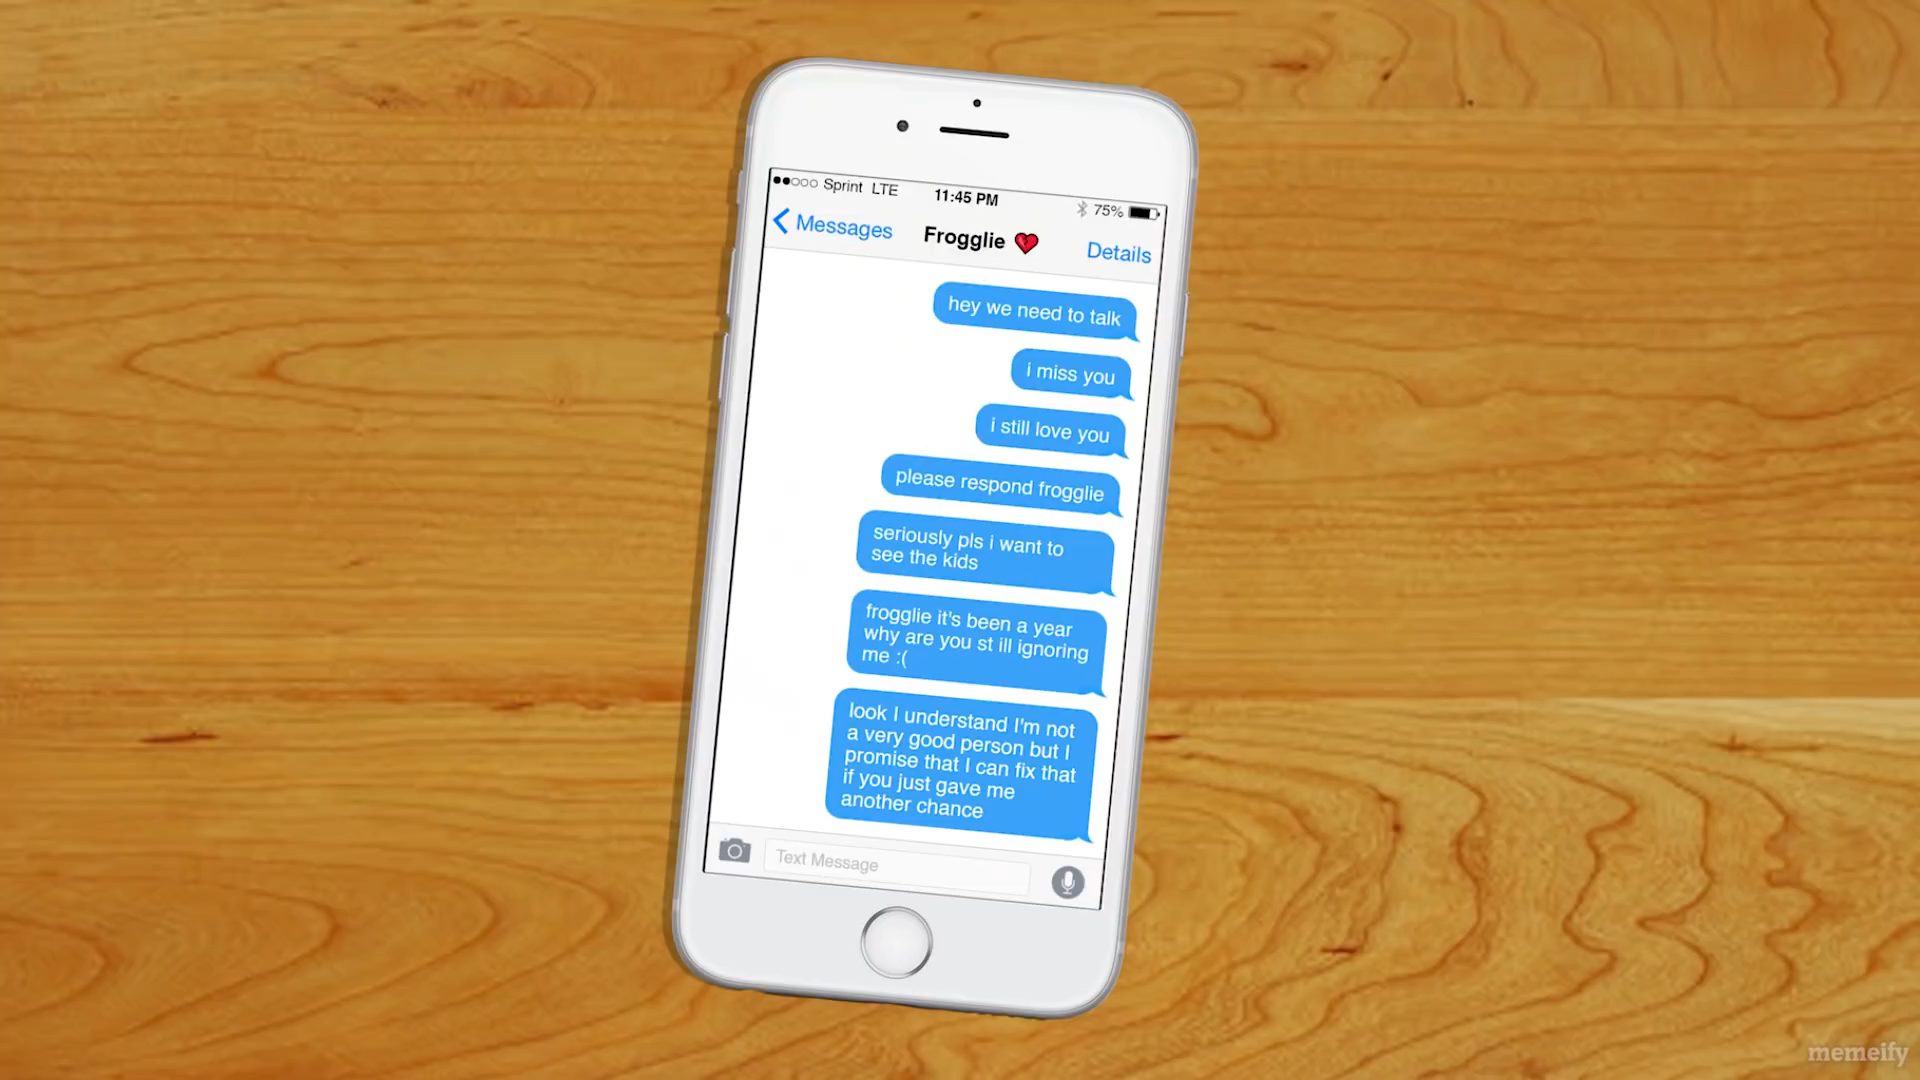 Sprint LTE 11:45 PM 75%
Messages Frogglie Details
hey we need to talk
i miss you
i still love you
please respond frogglie
seriously pls i want to
see the kids
frogglie it's been a year
why are you st ill ignoring
me :(
look I understand I'm not
a very good person but I
promise that I can fix that
if you just gave me
another chance
Text Message
memeify